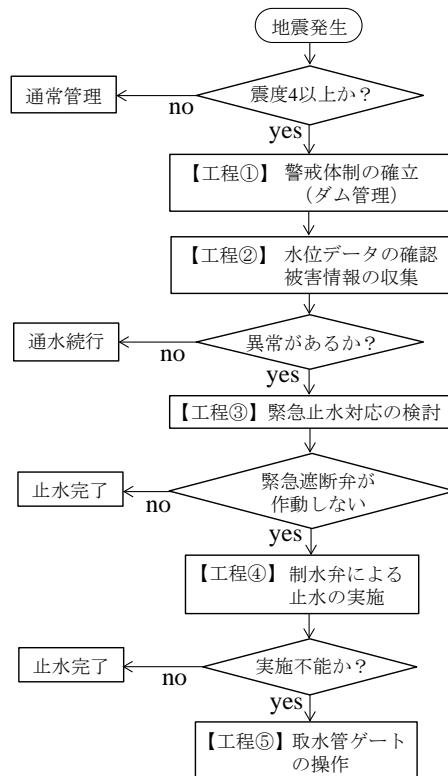 地震発生
震度4以上か？
通常管理
no
yes
【工程①】 警戒体制の確立
（ダム管理）
【工程②】 水位データの確認
被害情報の収集
異常があるか？
通水続行
no
yes
【工程③】緊急止水対応の検討
緊急遮断弁が
作動しない
止水完了
no
yes
【工程④】 制水弁による
止水の実施
実施不能か？
止水完了
no
yes
【工程⑤】取水管ゲート
の操作